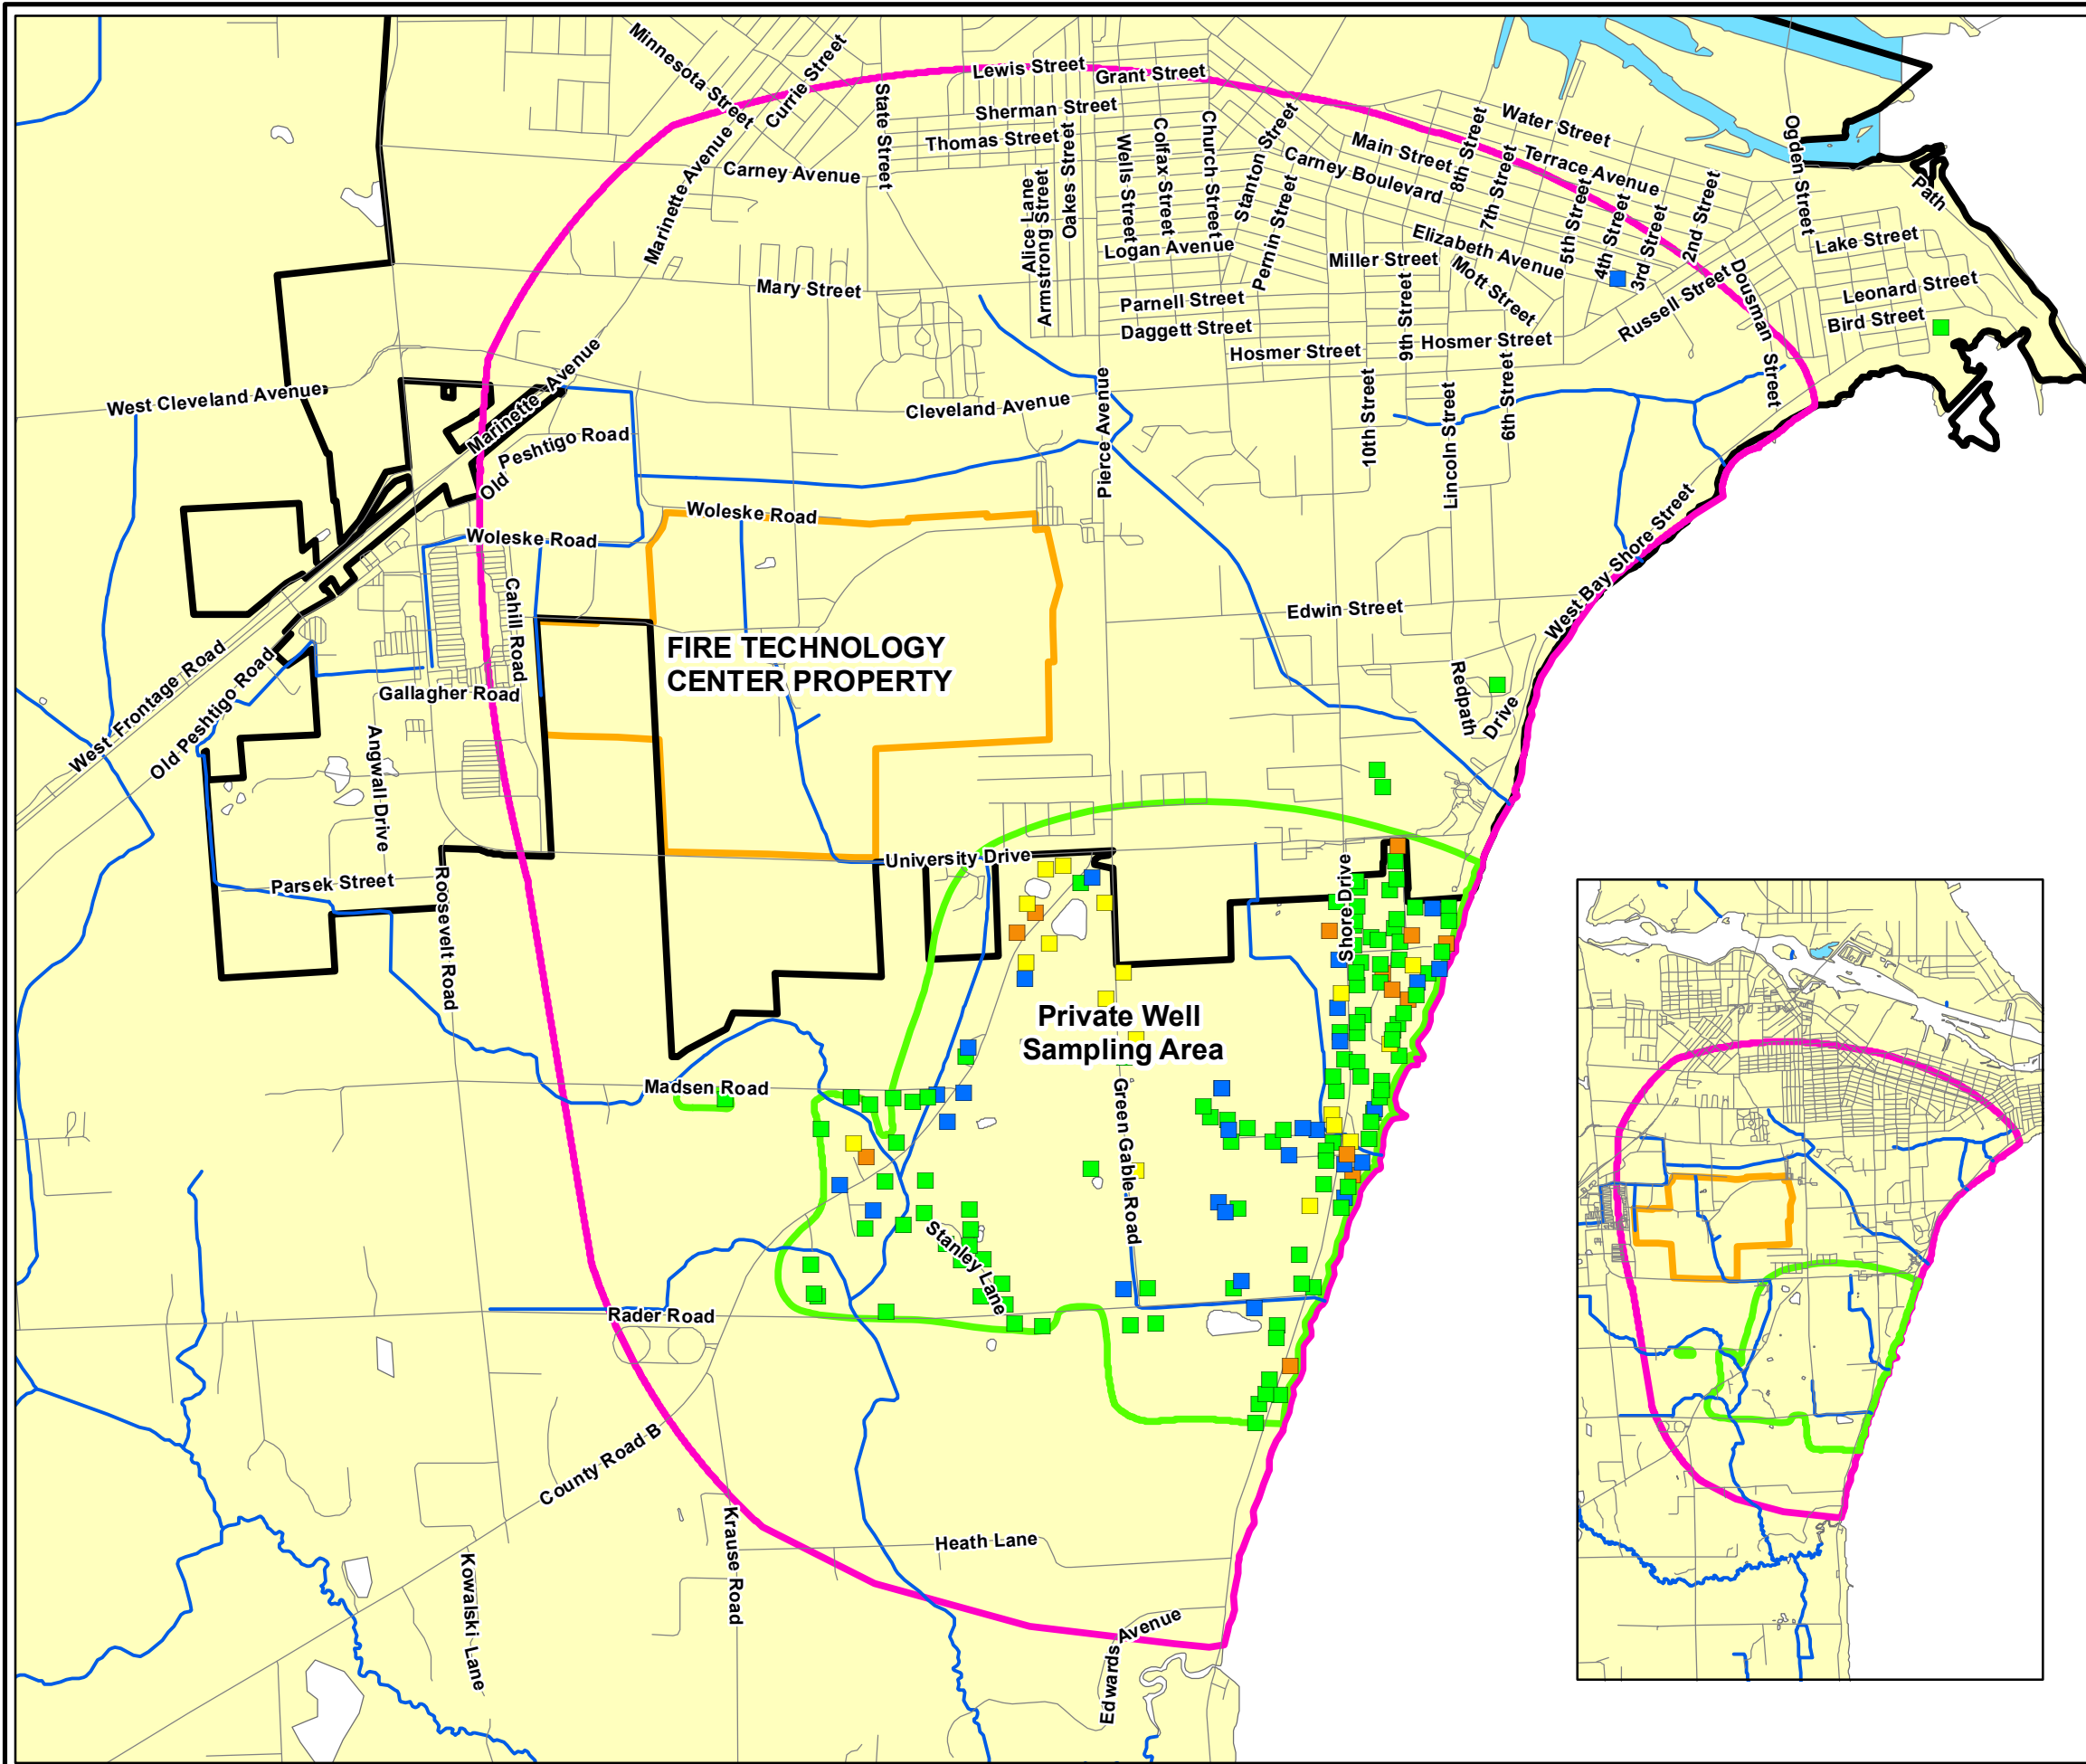 Minnesota Street
Currie Street
Lewis Street
Grant Street
State Street
Sherman Street
Thomas Street
Water Street
Ogden Street
Marinette Avenue
Carney Avenue
Alice Lane
Armstrong Street
Oakes Street
Wells Street
Colfax Street
Church Street
Stanton Street
Pernin Street
Carney Boulevard
Main Street
8th Street
7th Street
Terrace Avenue
5th Street
4th Street
3rd Street
2nd Street
Path
Lake Street
Logan Avenue
Miller Street
Elizabeth Avenue
Mott Street
Mary Street
Parnell Street
Daggett Street
Hosmer Street
9th Street
Hosmer Street
Russell Street
Dousman Street
Leonard Street
Bird Street
West Cleveland Avenue
Marinette Avenue
Cleveland Avenue
Pierce Avenue
10th Street
Lincoln Street
6th Street
Old Peshtigo Road
Woleske Road
Woleske Road
West Bay Shore Street
Cahill Road
Edwin Street
FIRE TECHNOLOGY
CENTER PROPERTY
West Frontage Road
Old Peshtigo Road
Gallagher Road
Redpath
Drive
Angwall Drive
University Drive
Shore Drive
Parsek Street
Roosevelt Road
Private Well
Sampling Area
Madsen Road
Green Gable Road
Stanley Lane
Rader Road
County Road B
Krause Road
Heath Lane
Kowalski Lane
Edwards Avenue